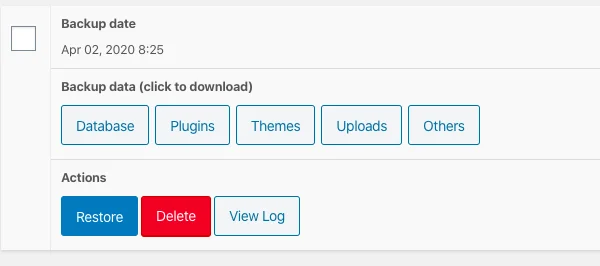 Backup date
Apr 02, 2020 8:25
Backup data (click to download)
Database Plugins Themes Uploads Others
Actions
Restore Delete View Log